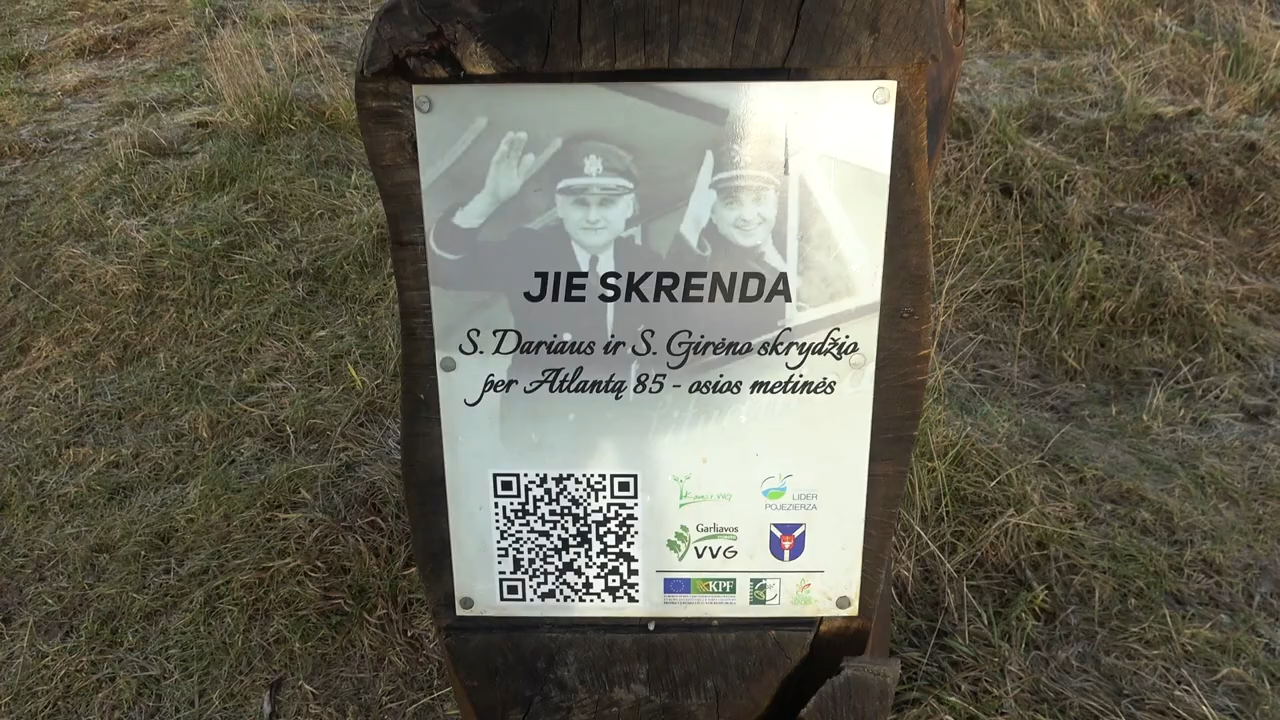 JIE SKRENDA
S. Dariaus ir S. Girėno skrydžio
per Atlantą 85 - osios metinės
LIDER
POJEZIERZA
Garliavos
VVG
KPF